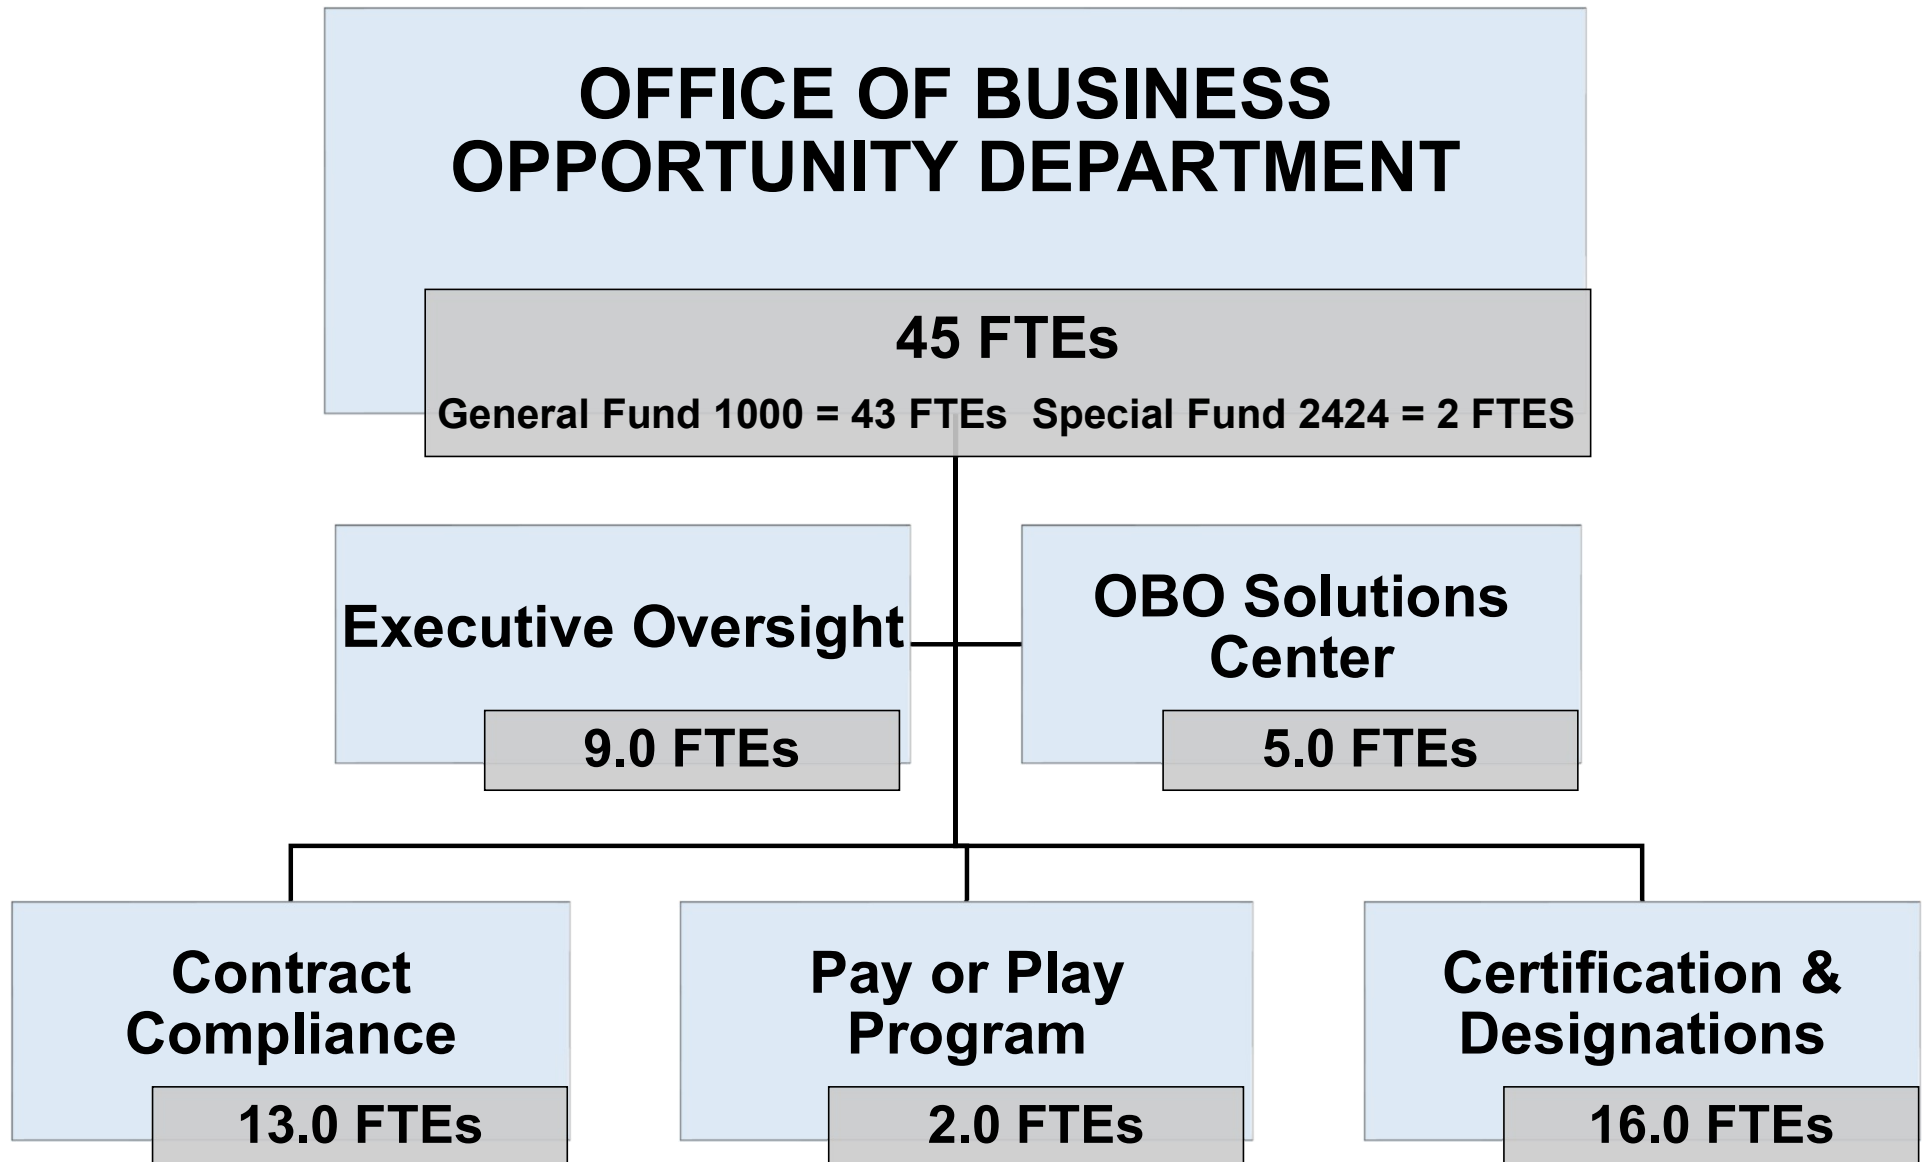 OFFICE OF BUSINESS
OPPORTUNITY DEPARTMENT
45 FTEs
General Fund 1000 = 43 FTEs  Special Fund 2424 = 2 FTES
Executive Oversight
9.0 FTEs
OBO Solutions
Center
5.0 FTEs
Contract
Compliance
13.0 FTEs
Pay or Play
Program
2.0 FTEs
Certification &
Designations
16.0 FTEs